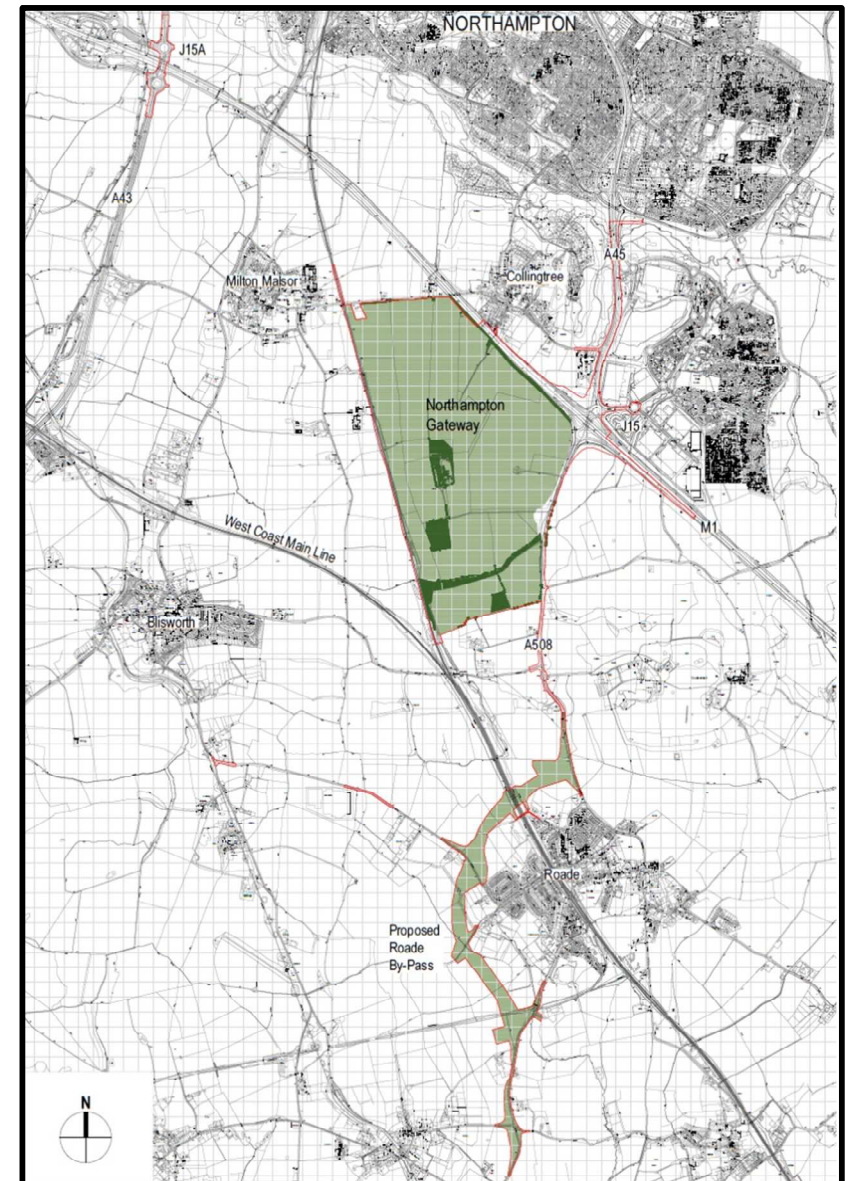 NORTHAMPTON
J15A
A43
A45
Milton Malsor
Collingtree
Northampton
Gateway
J15
M1
West Coast Main Line
Blisworth
A508
Roade
Proposed
Roade
By-Pass
N